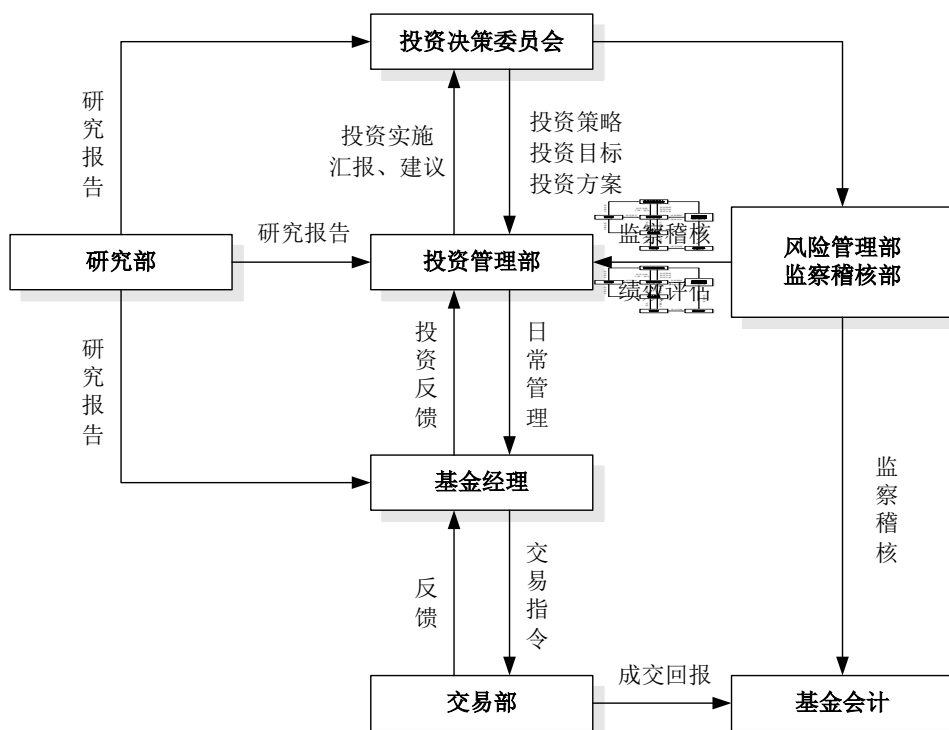 投资决策委员会
研究报告
投资实施
汇报、建议
投资策略
投资目标
投资方案
研究部
研究报告
投资管理部
监察稽核
绩效评估
风险管理部
监察稽核部
研究报告
投资反馈
日常管理
基金经理
监察稽核
反馈
交易指令
交易部
成交回报
基金会计